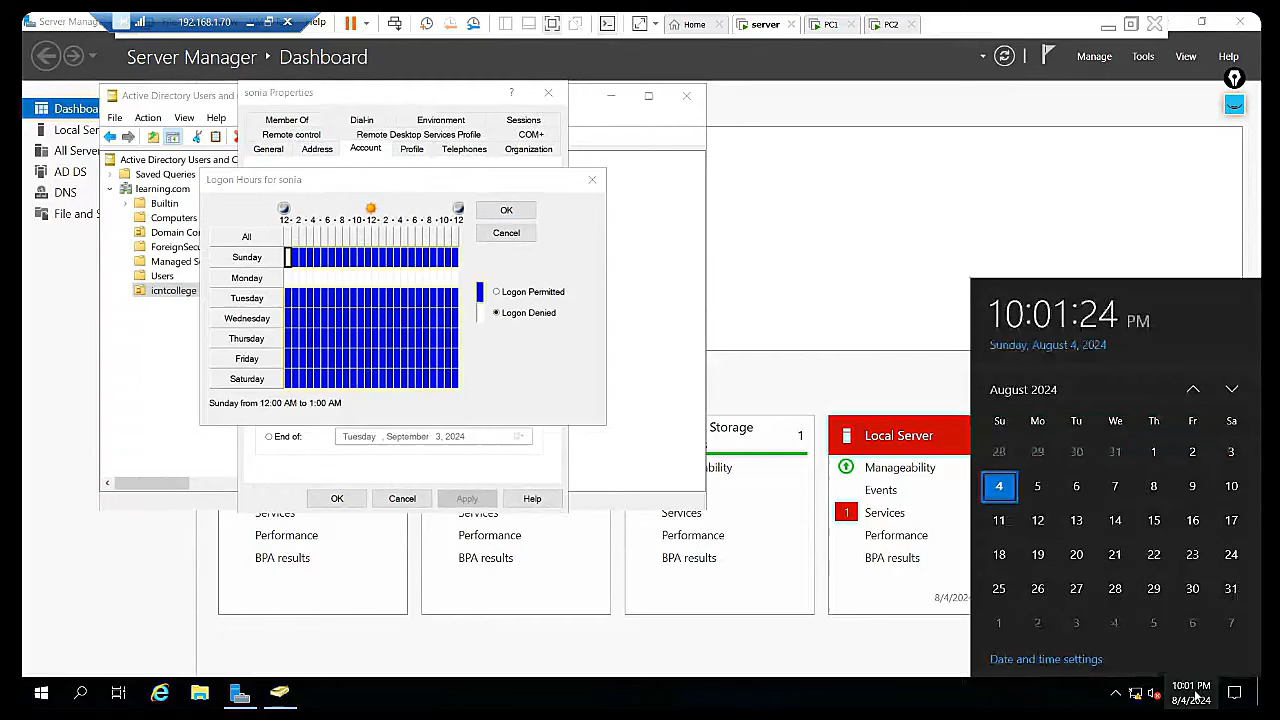 Server Manager
192.168.1.70
Help
Home
server
PC1
PC2
Server Manager ‣ Dashboard
Manage
Tools
View
Help
Active Directory Users and
File
Action
View
Help
Active Directory Users and C
Saved Queries
learning.com
Builtin
Computers
Domain Con
ForeignSec
Managed S
Users
icntcollege
Dashboa
Local Ser
All Server
AD DS
DNS
File and S
sonia Properties
?
Member Of
Dial-in
Environment
Sessions
Remote control
Remote Desktop Services Profile
COM+
General
Address
Account
Profile
Telephones
Organization
Logon Hours for sonia
12 • 2 • 4 • 6 • 8 • 10 • 12 • 2 • 4 • 6 • 8 • 10 • 12
All
Sunday
Monday
Tuesday
Wednesday
Thursday
Friday
Saturday
OK
Cancel
Logon Permitted
Logon Denied
Sunday from 12:00 AM to 1:00 AM
End of:
Tuesday , September 3, 2024
OK
Cancel
Apply
Help
Services
Performance
BPA results
Services
Performance
BPA results
Storage
1
bility
Services
Performance
BPA results
Local Server
Manageability
Events
1 Services
Performance
BPA results
8/4/2024
10:01:24 PM
Sunday, August 4, 2024
August 2024
Su Mo Tu We Th Fr Sa
28 29 30 31 1 2 3
4 5 6 7 8 9 10
11 12 13 14 15 16 17
18 19 20 21 22 23 24
25 26 27 28 29 30 31
1 2 3 4 5 6 7
Date and time settings
10:01 PM
8/4/2024